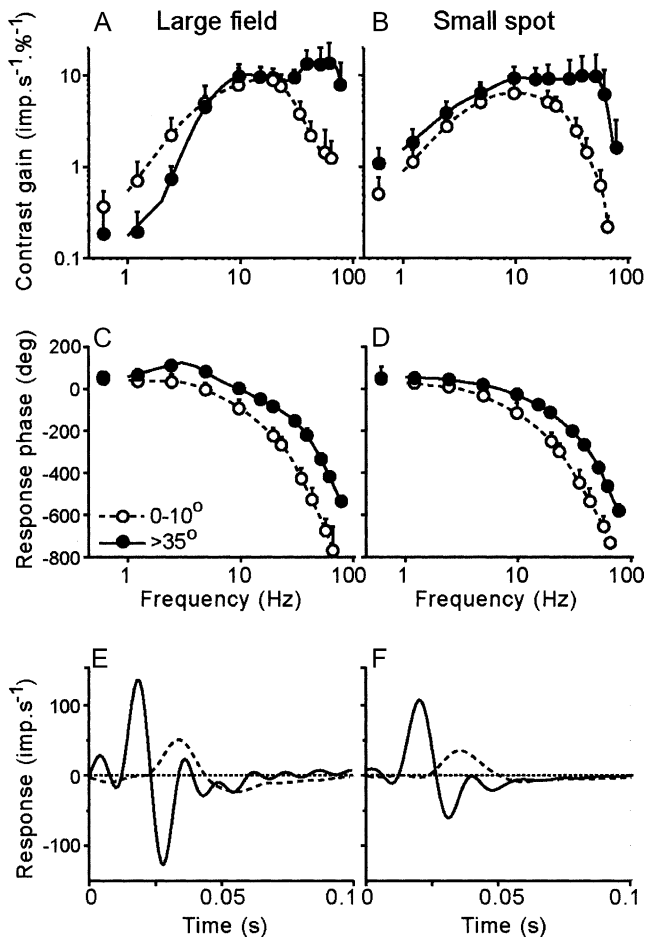 Large field
Small spot
A
B
Contrast gain (imp.s⁻¹.%⁻¹)
10
1
0.1
1
10
100
1
10
100
Hz
Hz
C
D
Response phase (deg)
200
0
-200
-400
-600
-800
0-10°
>35°
1
10
100
1
10
100
Frequency (Hz)
Frequency (Hz)
E
F
Response (imp.s⁻¹)
100
0
-100
0
0.05
0.1
0
0.05
0.1
Time (s)
Time (s)